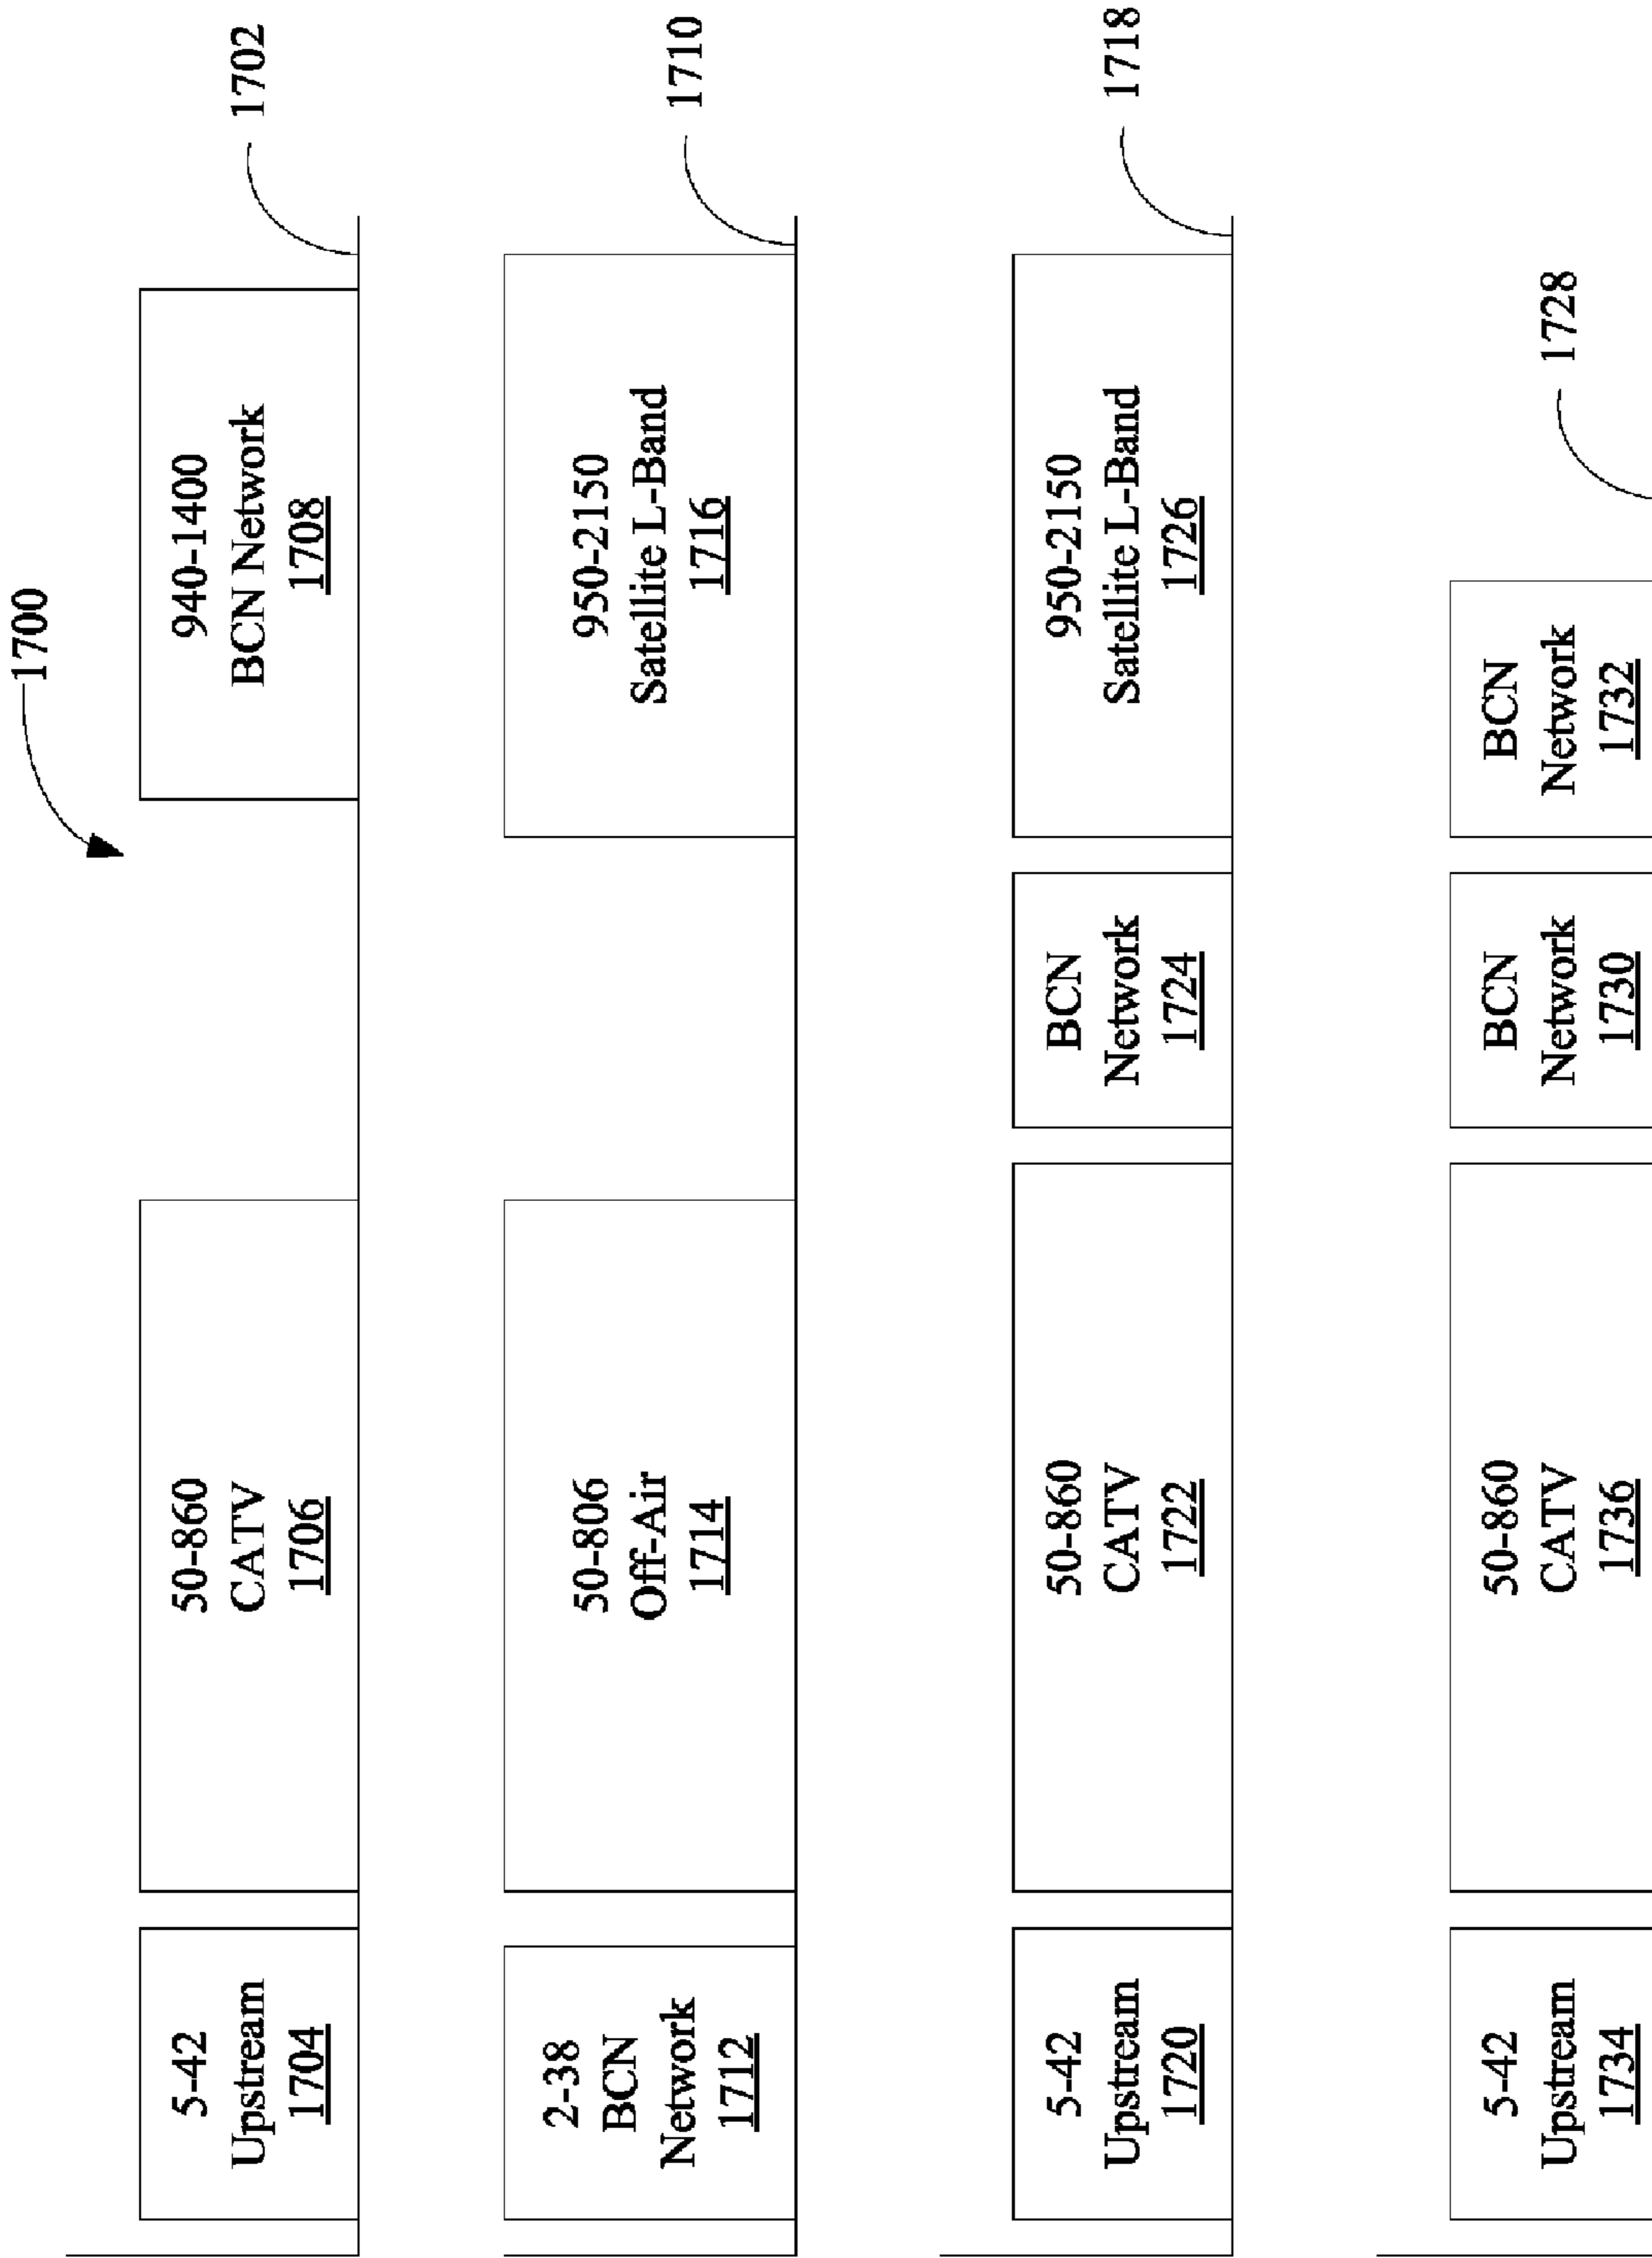 1700
5-42
Upstream
1704
50-860
CATV
1706
940-1400
BCN Network
1708
1702
2-38
BCN
Network
1712
50-806
Off-Air
1714
950-2150
Satellite L-Band
1716
1710
5-42
Upstream
1720
50-860
CATV
1722
BCN
Network
1724
950-2150
Satellite L-Band
1726
1718
5-42
Upstream
1734
50-860
CATV
1736
BCN
Network
1730
BCN
Network
1732
1728